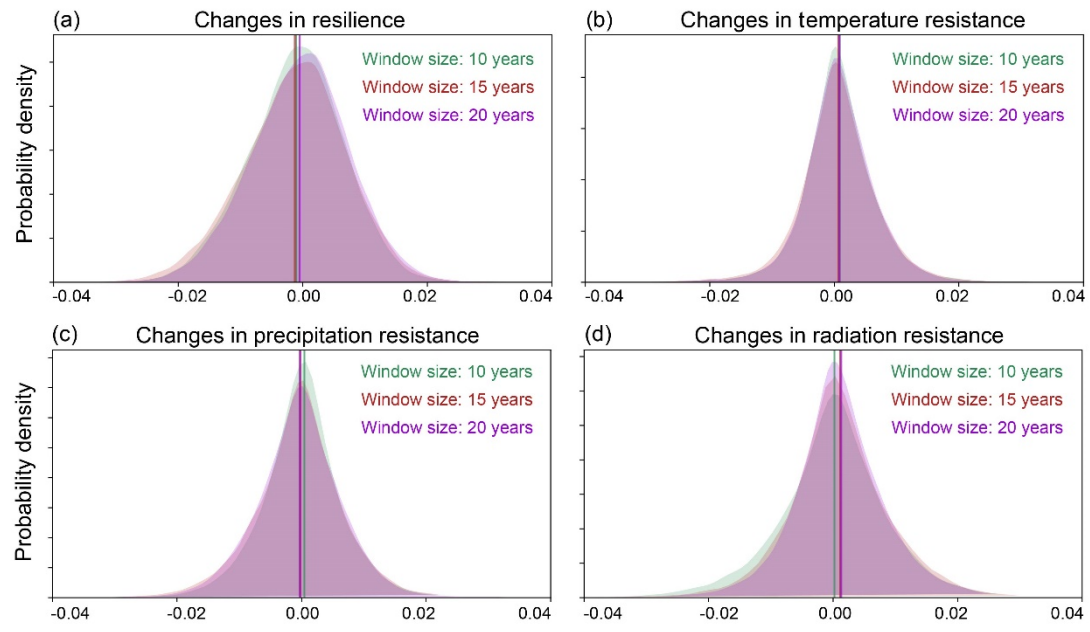 (a) Changes in resilience
Probability density
Window size: 10 years
Window size: 15 years
Window size: 20 years
-0.04 -0.02 0.00 0.02 0.04
(b) Changes in temperature resistance
Window size: 10 years
Window size: 15 years
Window size: 20 years
-0.04 -0.02 0.00 0.02 0.04
(c) Changes in precipitation resistance
Probability density
Window size: 10 years
Window size: 15 years
Window size: 20 years
-0.04 -0.02 0.00 0.02 0.04
(d) Changes in radiation resistance
Window size: 10 years
Window size: 15 years
Window size: 20 years
-0.04 -0.02 0.00 0.02 0.04